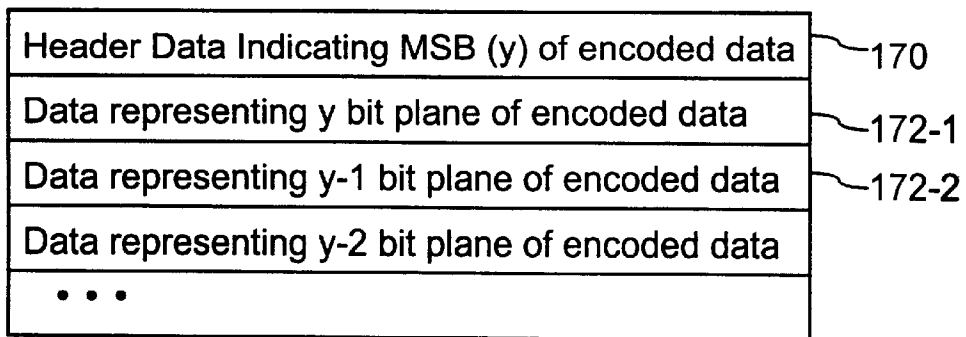 Header Data Indicating MSB (y) of encoded data 170
Data representing y bit plane of encoded data 172-1
Data representing y-1 bit plane of encoded data 172-2
Data representing y-2 bit plane of encoded data
• • •